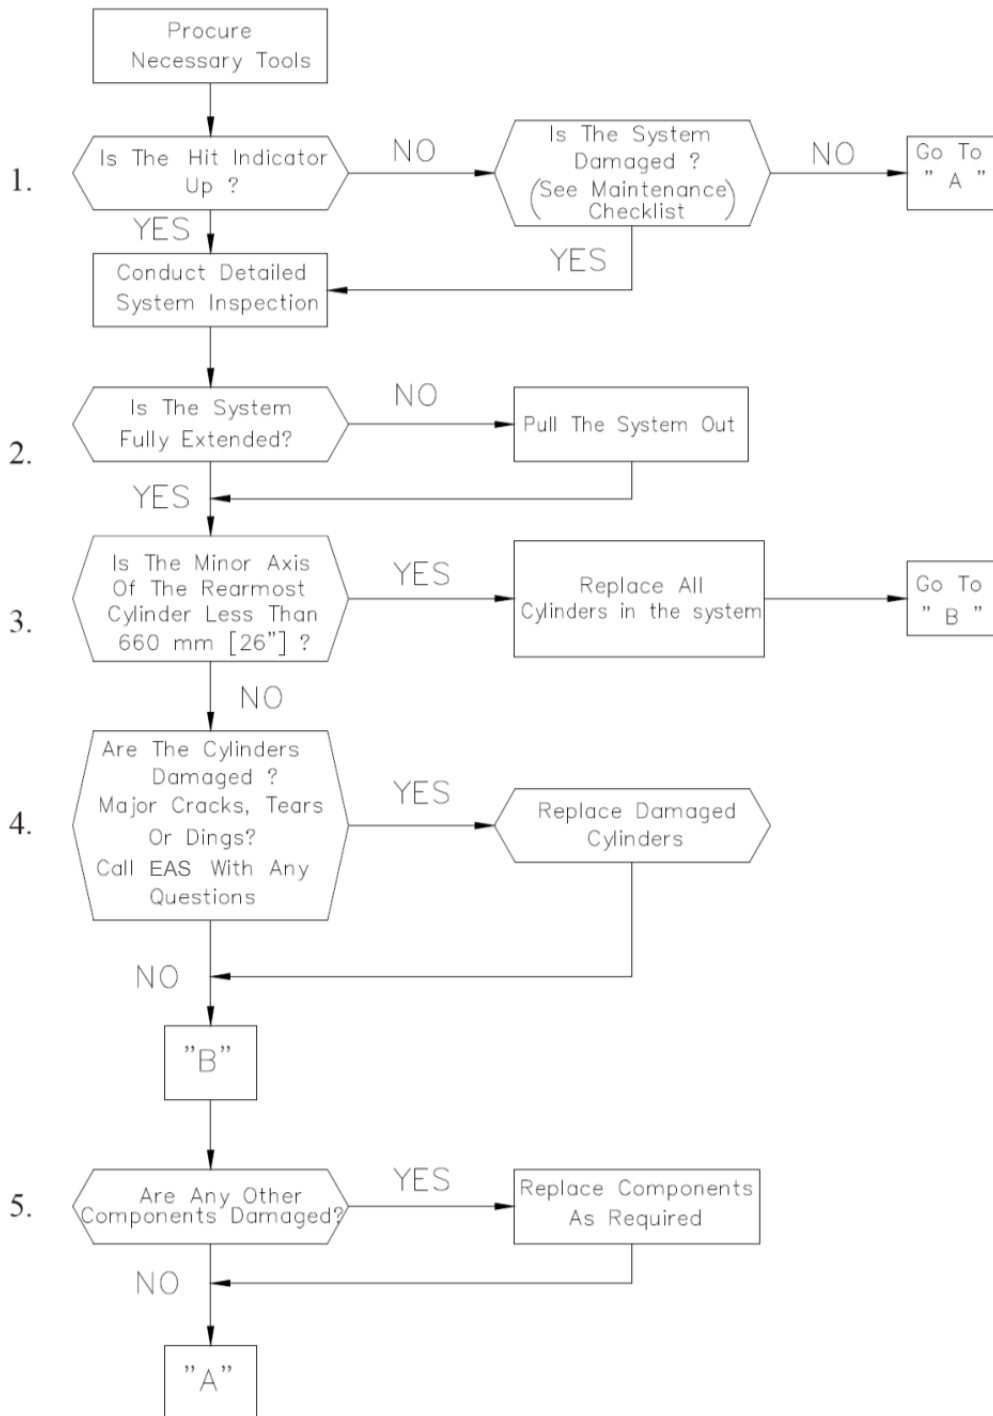 Procure
Necessary Tools
1.
Is The Hit Indicator
Up ?
NO
Is The System
Damaged ?
(See Maintenance)
Checklist
NO
Go To
" A "
YES
YES
Conduct Detailed
System Inspection
2.
Is The System
Fully Extended?
NO
Pull The System Out
YES
3.
Is The Minor Axis
Of The Rearmost
Cylinder Less Than
660 mm [26"] ?
YES
Replace All
Cylinders in the system
Go To
" B "
NO
4.
Are The Cylinders
Damaged ?
Major Cracks, Tears
Or Dings?
Call EAS With Any
Questions
YES
Replace Damaged
Cylinders
NO
"B"
5.
Are Any Other
Components Damaged?
YES
Replace Components
As Required
NO
"A"